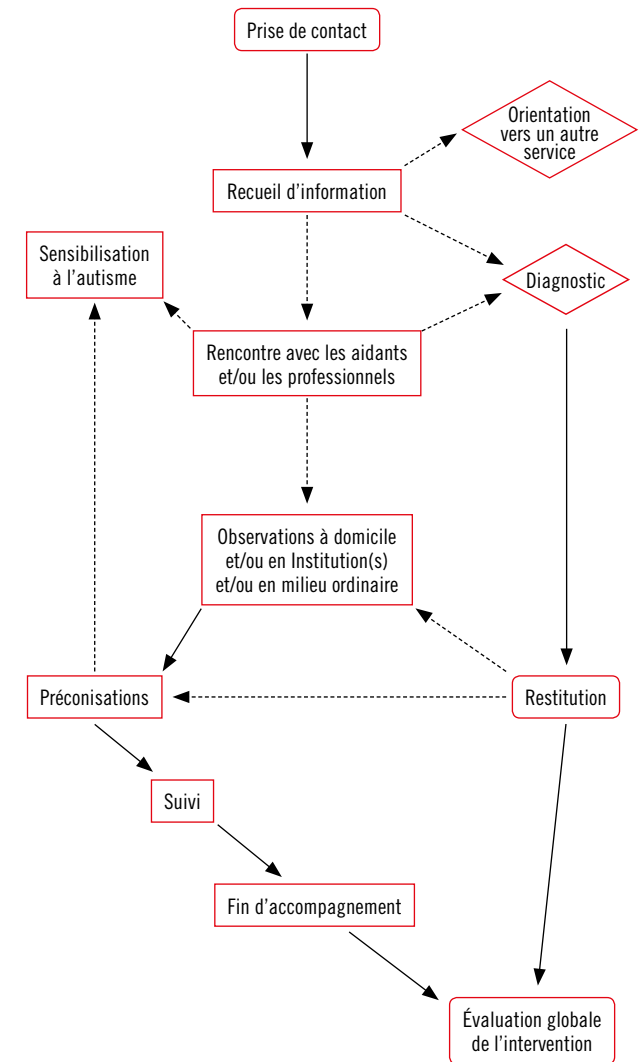 Prise de contact
Orientation
vers un autre
service
Recueil d'information
Sensibilisation
à l'autisme
Diagnostic
Rencontre avec les aidants
et/ou les professionnels
Observations à domicile
et/ou en Institution(s)
et/ou en milieu ordinaire
Préconisations
Restitution
Suivi
Fin d'accompagnement
Évaluation globale
de l'intervention